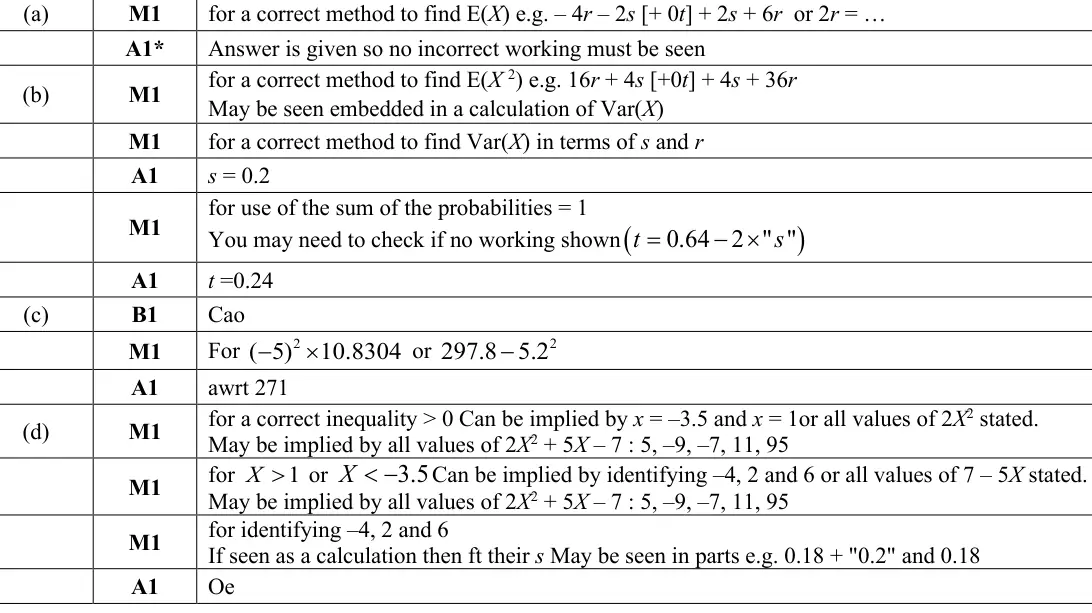 (a) M1 for a correct method to find E(X) e.g. – 4r – 2s [+ 0t] + 2s + 6r or 2r = …
A1* Answer is given so no incorrect working must be seen
(b) M1 for a correct method to find E(X²) e.g. 16r + 4s [+0t] + 4s + 36r
May be seen embedded in a calculation of Var(X)
M1 for a correct method to find Var(X) in terms of s and r
A1 s = 0.2
M1 for use of the sum of the probabilities = 1
You may need to check if no working shown (t = 0.64 − 2×"s")
A1 t =0.24
(c) B1 Cao
M1 For (−5)² ×10.8304 or 297.8 − 5.2²
A1 awrt 271
(d) M1 for a correct inequality > 0 Can be implied by x = –3.5 and x = 1or all values of 2X² stated.
May be implied by all values of 2X² + 5X – 7 : 5, –9, –7, 11, 95
M1 for X >1 or X < −3.5 Can be implied by identifying –4, 2 and 6 or all values of 7 – 5X stated.
May be implied by all values of 2X² + 5X – 7 : 5, –9, –7, 11, 95
M1 for identifying –4, 2 and 6
If seen as a calculation then ft their s May be seen in parts e.g. 0.18 + "0.2" and 0.18
A1 Oe